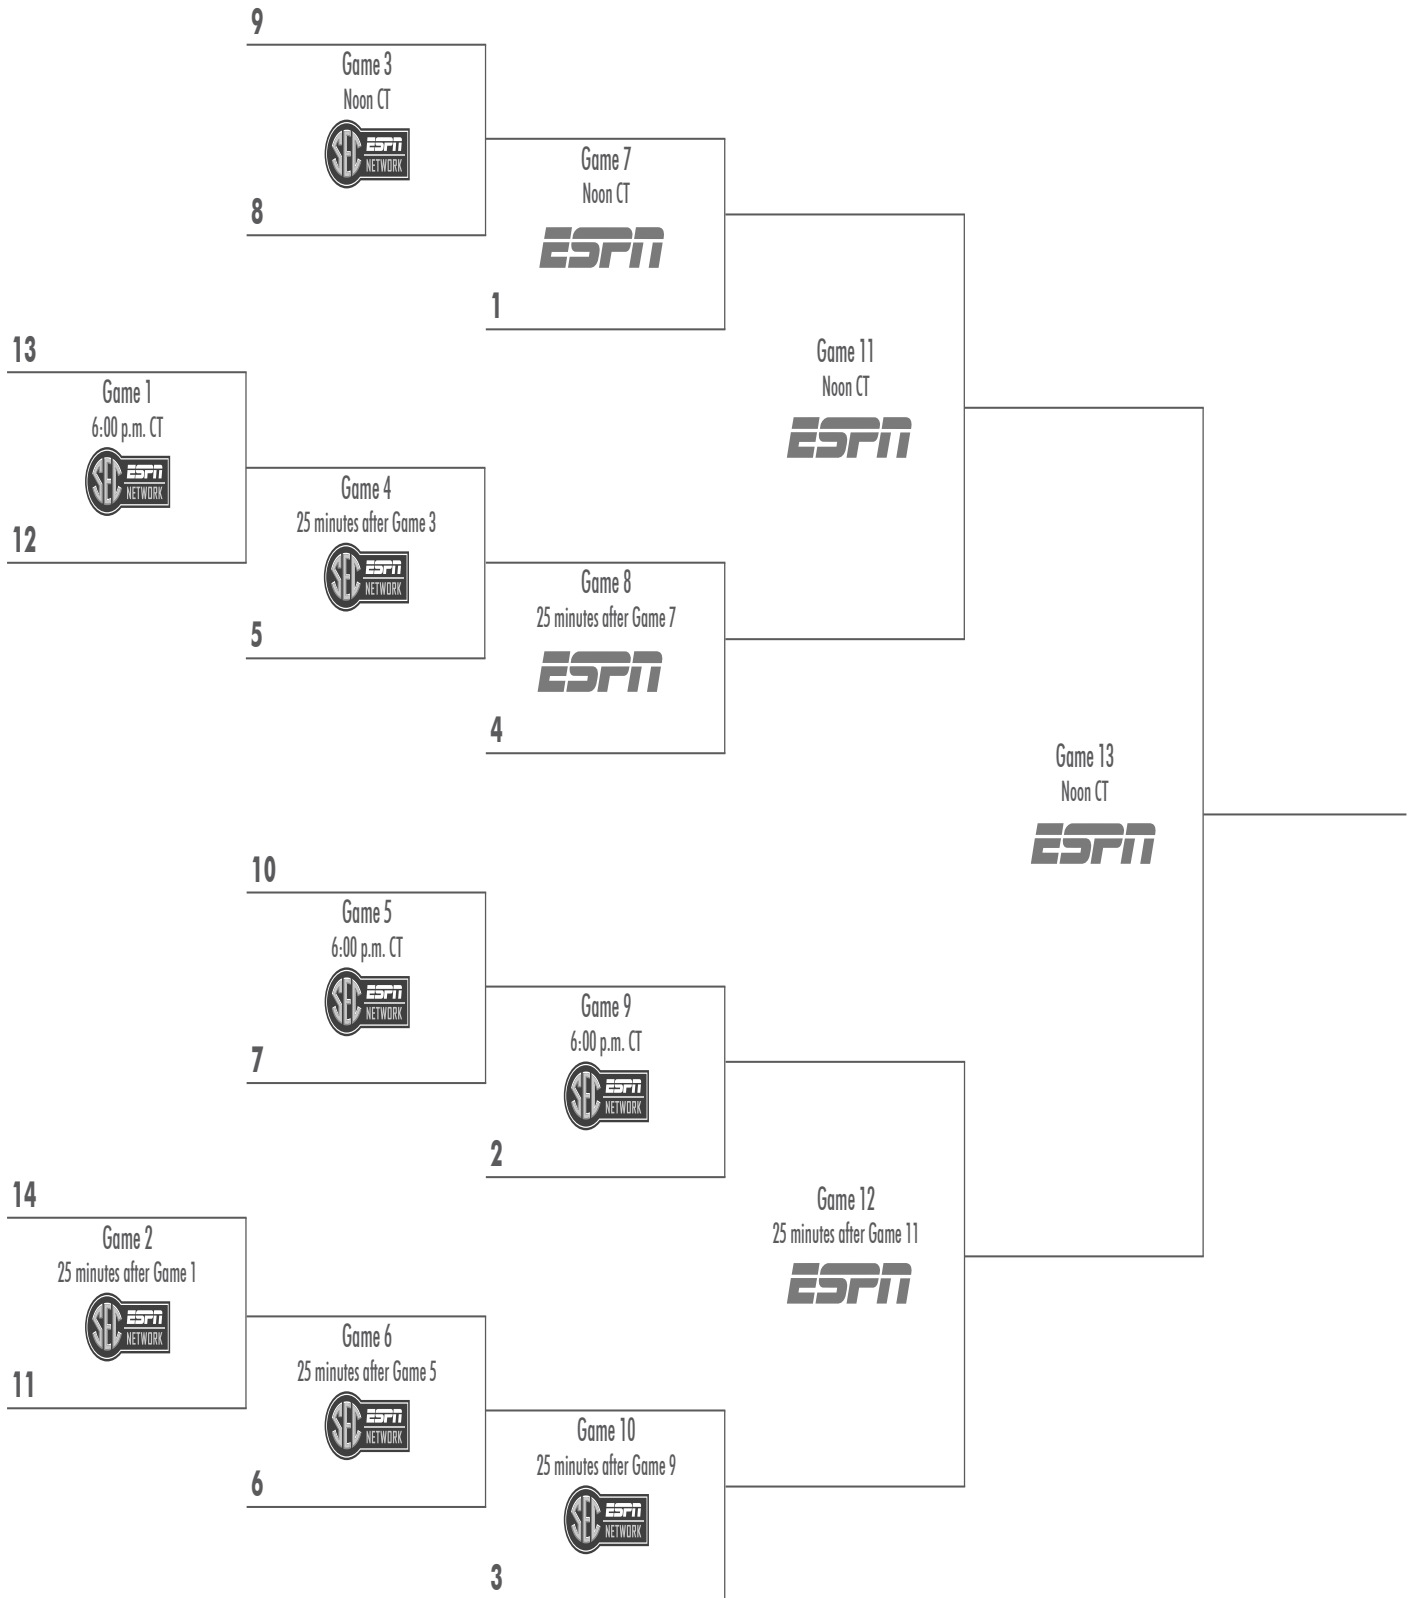 9
Game 3
Noon CT
SEC ESPN NETWORK
8
Game 7
Noon CT
ESPN
1
13
Game 1
6:00 p.m. CT
SEC ESPN NETWORK
12
Game 4
25 minutes after Game 3
SEC ESPN NETWORK
5
Game 8
25 minutes after Game 7
ESPN
4
Game 11
Noon CT
ESPN
Game 13
Noon CT
ESPN
10
Game 5
6:00 p.m. CT
SEC ESPN NETWORK
7
Game 9
6:00 p.m. CT
SEC ESPN NETWORK
2
14
Game 2
25 minutes after Game 1
SEC ESPN NETWORK
11
Game 6
25 minutes after Game 5
SEC ESPN NETWORK
6
Game 10
25 minutes after Game 9
SEC ESPN NETWORK
3
Game 12
25 minutes after Game 11
ESPN